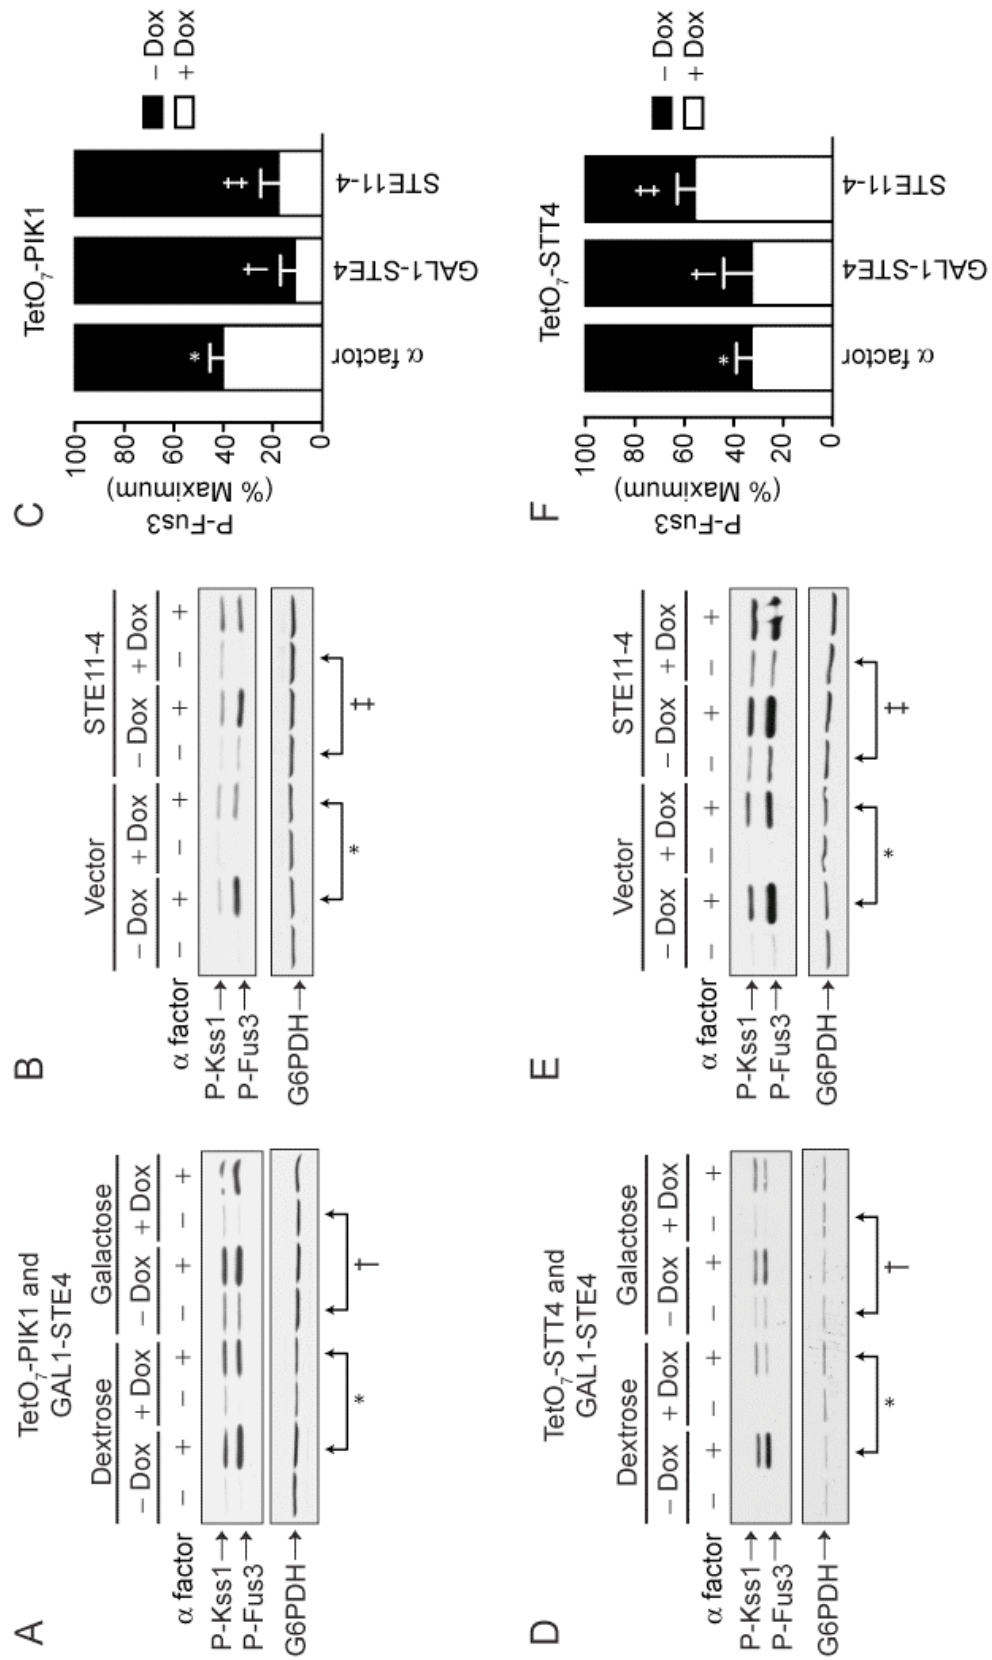 A
TetO7-PIK1 and
GAL1-STE4
Dextrose Galactose
− Dox + Dox − Dox + Dox
α factor − + − + − + − +
P-Kss1→
P-Fus3→
G6PDH→
* †
B
Vector STE11-4
− Dox + Dox − Dox + Dox
α factor − + − + − + − +
P-Kss1→
P-Fus3→
G6PDH→
* ‡
C
TetO7-PIK1
P-Fus3
(% Maximum)
100
80
60
40
20
0
* † ‡
α factor GAL1-STE4 STE11-4
− Dox
+ Dox
D
TetO7-STT4 and
GAL1-STE4
Dextrose Galactose
− Dox + Dox − Dox + Dox
α factor − + − + − + − +
P-Kss1→
P-Fus3→
G6PDH→
* †
E
Vector STE11-4
− Dox + Dox − Dox + Dox
α factor − + − + − + − +
P-Kss1→
P-Fus3→
G6PDH→
* ‡
F
TetO7-STT4
P-Fus3
(% Maximum)
100
80
60
40
20
0
* † ‡
α factor GAL1-STE4 STE11-4
− Dox
+ Dox